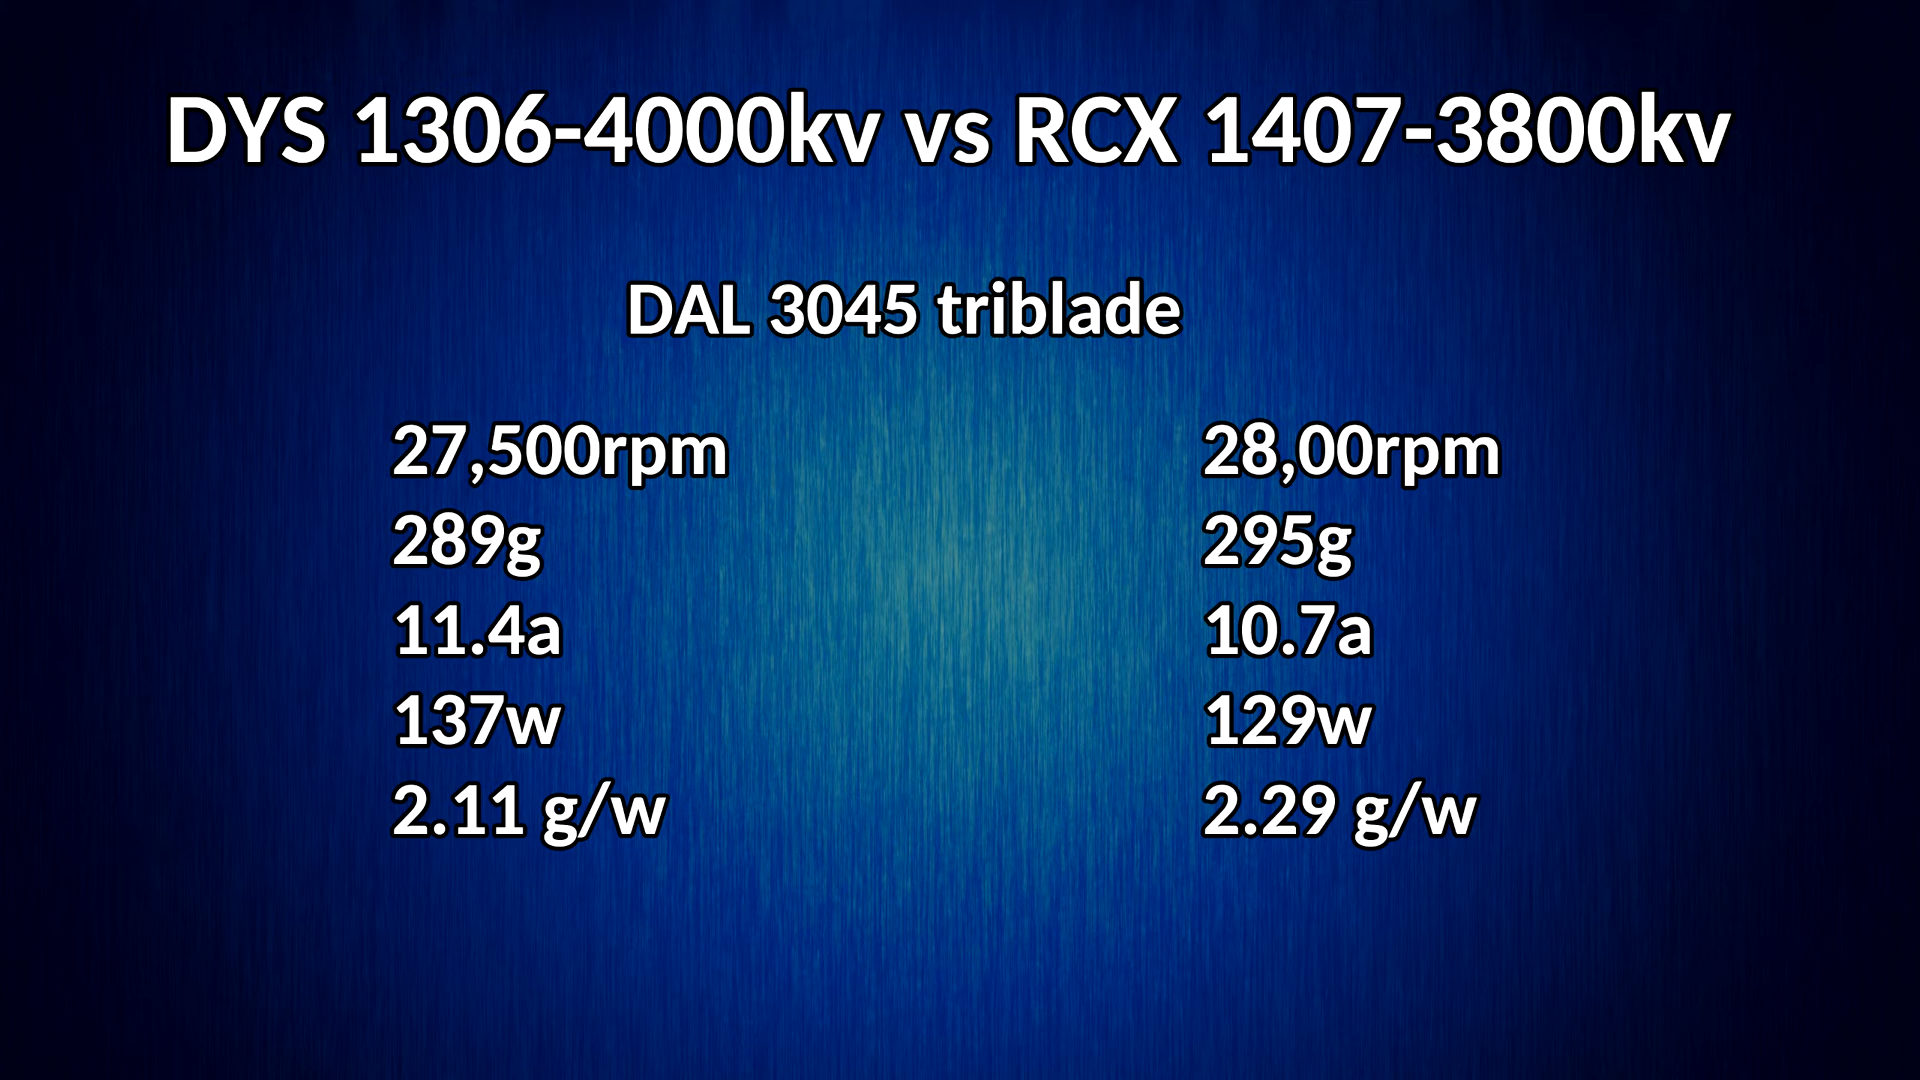 DYS 1306-4000kv vs RCX 1407-3800kv
DAL 3045 triblade
27,500rpm
289g
11.4a
137w
2.11 g/w
28,00rpm
295g
10.7a
129w
2.29 g/w